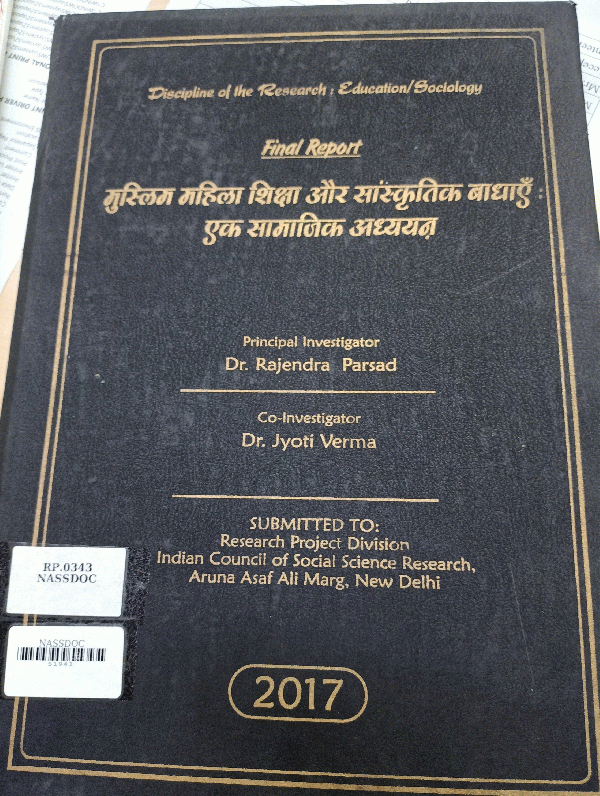 Discipline of the Research : Education/Sociology
Final Report
मुस्लिम महिला शिक्षा और सांस्कृतिक बाधाएँ :
एक सामाजिक अध्ययन
Principal Investigator
Dr. Rajendra Parsad
Co-Investigator
Dr. Jyoti Verma
SUBMITTED TO:
Research Project Division
Indian Council of Social Science Research,
Aruna Asaf Ali Marg, New Delhi
RP.0343
NASSDOC
NASSDOC
51941
2017